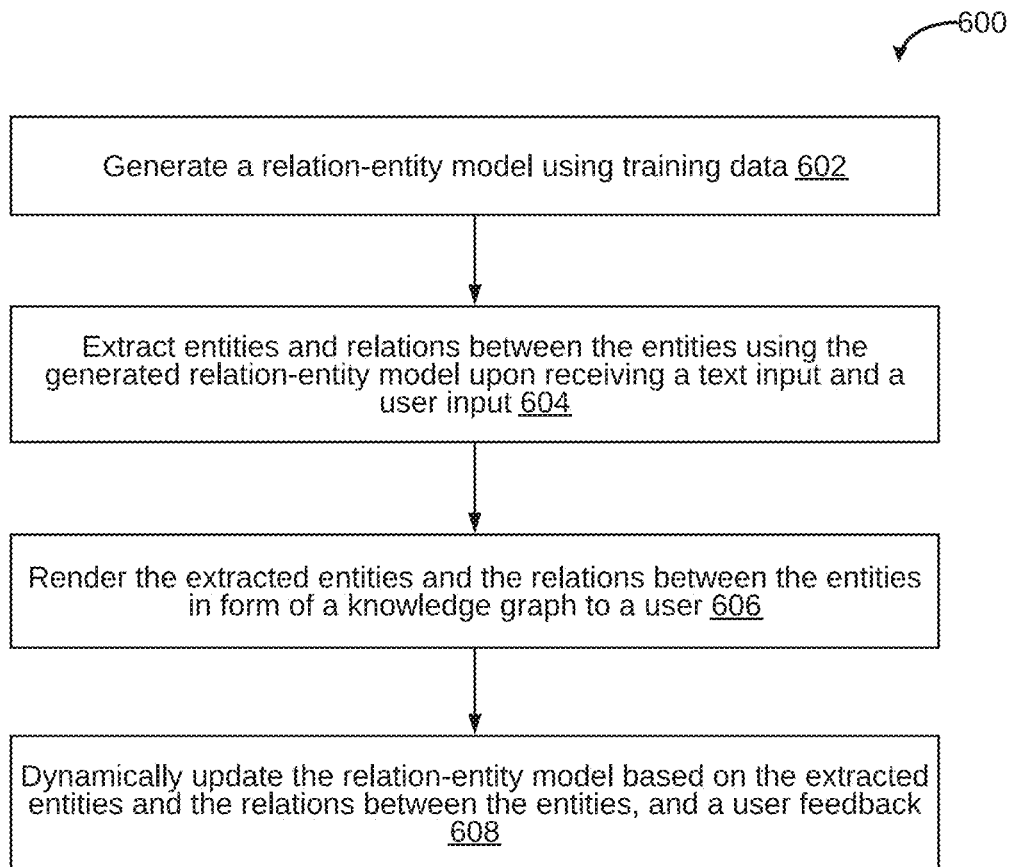 600
Generate a relation-entity model using training data 602
Extract entities and relations between the entities using the
generated relation-entity model upon receiving a text input and a
user input 604
Render the extracted entities and the relations between the entities
in form of a knowledge graph to a user 606
Dynamically update the relation-entity model based on the extracted
entities and the relations between the entities, and a user feedback
608